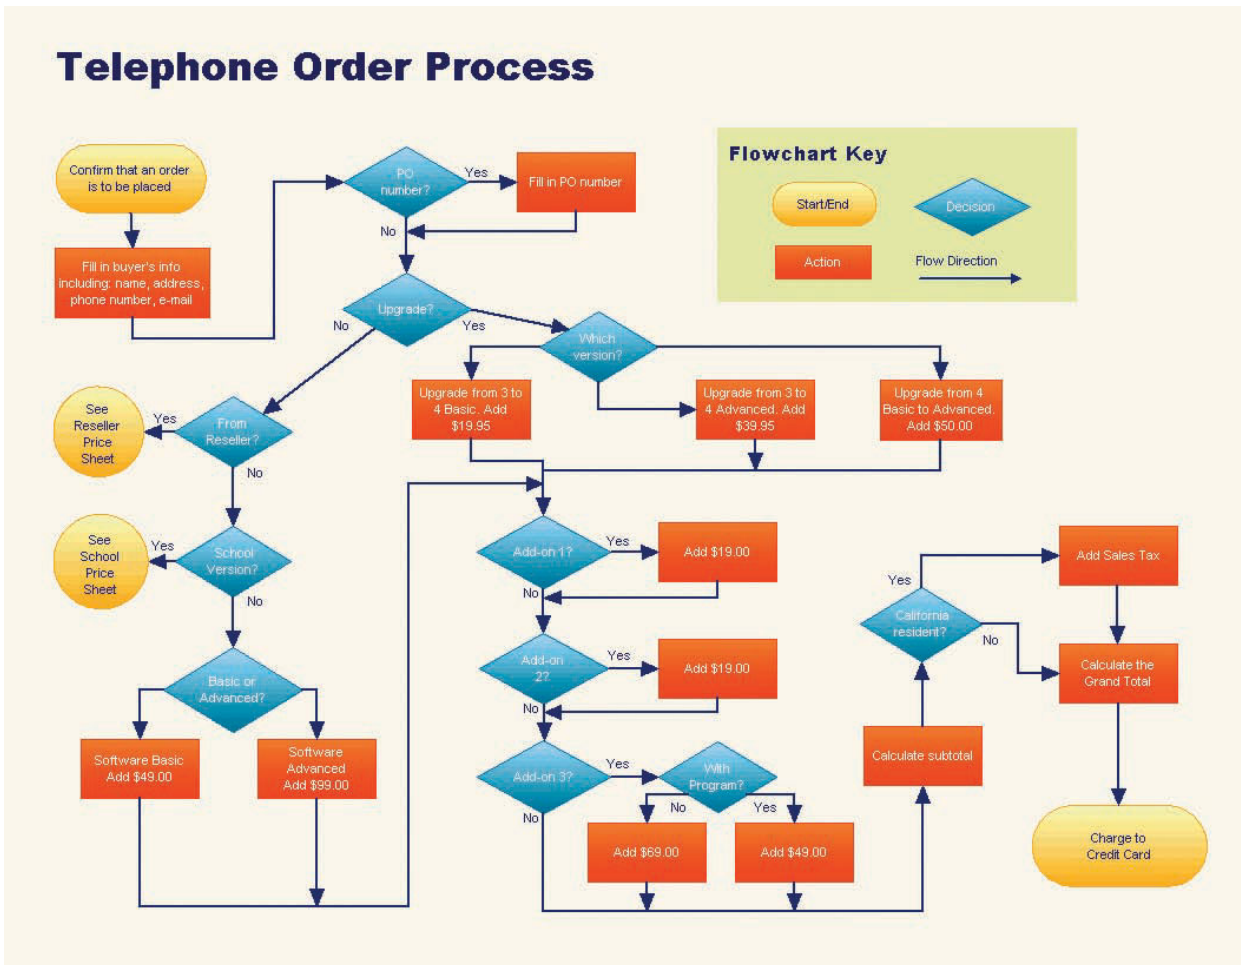 Telephone Order Process
Confirm that an order
is to be placed
Fill in buyer's info
including: name, address,
phone number, e-mail
PO
number?
Yes
Fill in PO number
No
Flowchart Key
Start/End
Decision
Action
Flow Direction
Upgrade?
No
Yes
Which
version?
Upgrade from 3 to
4 Basic. Add
$19.95
Upgrade from 3 to
4 Advanced. Add
$39.95
Upgrade from 4
Basic to Advanced.
Add $50.00
From
Reseller?
Yes
See
Reseller
Price
Sheet
No
School
Version?
Yes
See
School
Price
Sheet
No
Basic or
Advanced?
Software Basic
Add $49.00
Software
Advanced
Add $99.00
Add-on 1?
Yes
Add $19.00
No
Add-on
2?
Yes
Add $19.00
No
Add-on 3?
Yes
With
Program?
No
No
Yes
Add $69.00
Add $49.00
Calculate subtotal
California
resident?
Yes
No
Add Sales Tax
Calculate the
Grand Total
Charge to
Credit Card